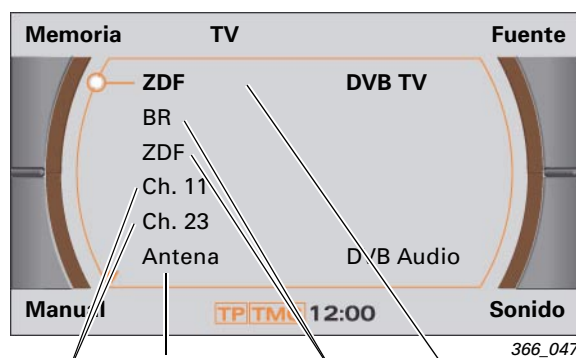 Memoria TV Fuente
ZDF DVB TV
BR
ZDF
Ch. 11
Ch. 23
Antena DVB Audio
Manual TP TMC 12:00 Sonido
366_047